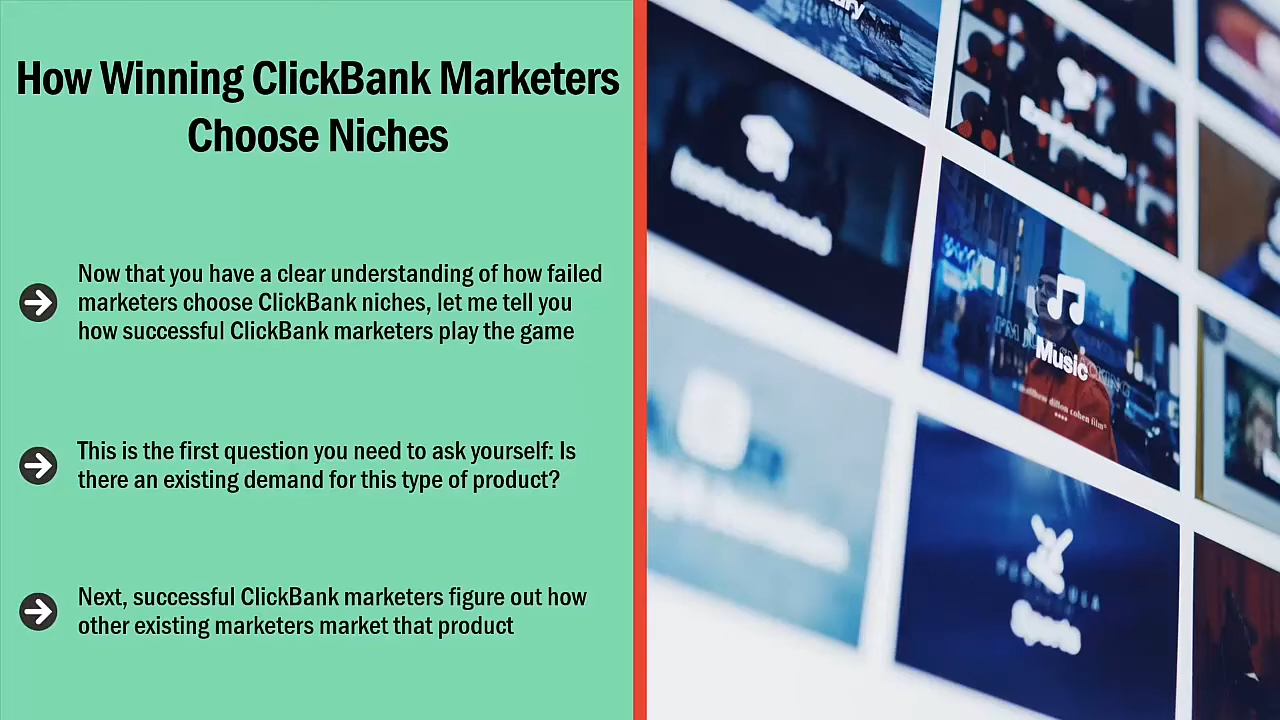 How Winning ClickBank Marketers
Choose Niches
Now that you have a clear understanding of how failed
marketers choose ClickBank niches, let me tell you
how successful ClickBank marketers play the game
This is the first question you need to ask yourself: Is
there an existing demand for this type of product?
Next, successful ClickBank marketers figure out how
other existing marketers market that product
Music